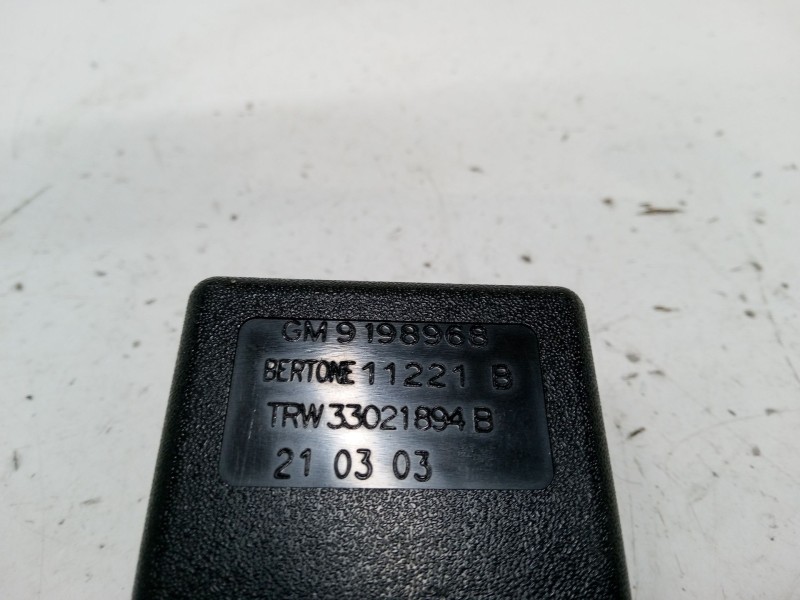 GM 9198968
BERTONE 11221 B
TRW 33021894 B
21 03 03